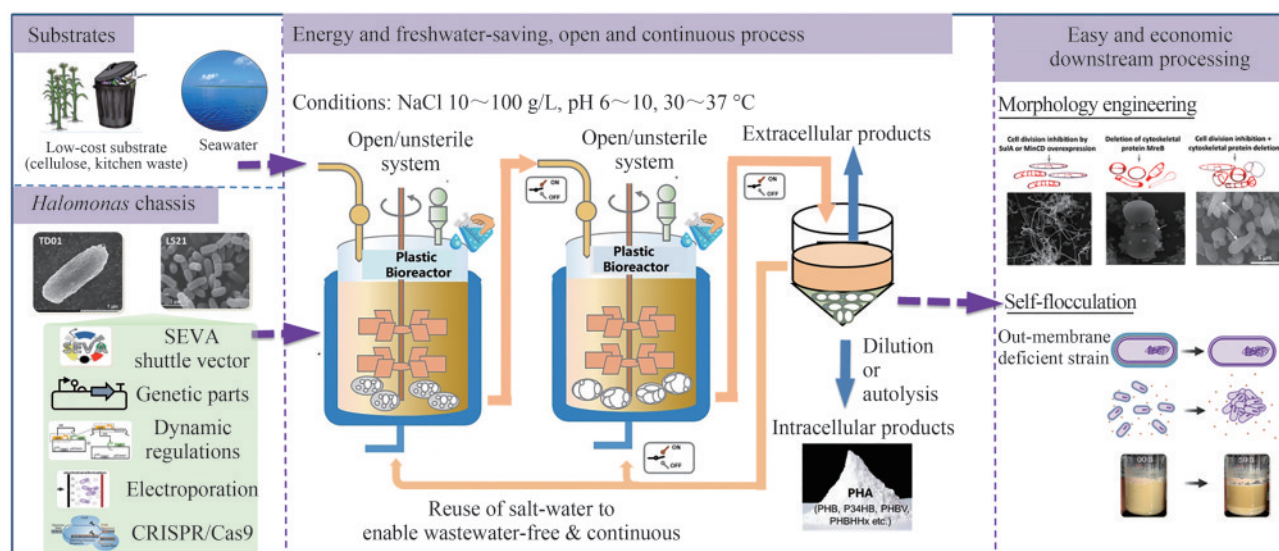 Substrates
Low-cost substrate
(cellulose, kitchen waste)
Seawater
Halomonas chassis
TD01
LS21
1 μm
SEVA
SEVA
shuttle vector
Genetic parts
Dynamic
regulations
Electroporation
CRISPR/Cas9
Energy and freshwater-saving, open and continuous process
Conditions: NaCl 10～100 g/L, pH 6～10, 30～37 °C
Open/unsterile
system
Plastic
Bioreactor
ON
OFF
Open/unsterile
system
Plastic
Bioreactor
ON
OFF
Extracellular products
Dilution
or
autolysis
Intracellular products
PHA
(PHB, P34HB, PHBV,
PHBHHx etc.)
ON
OFF
Reuse of salt-water to
enable wastewater-free & continuous
Easy and economic
downstream processing
Morphology engineering
Cell division inhibition by
SulA or MinCD overexpression
Deletion of cytoskeletal
protein MreB
Cell division inhibition +
cytoskeletal protein deletion
Self-flocculation
Out-membrane
deficient strain